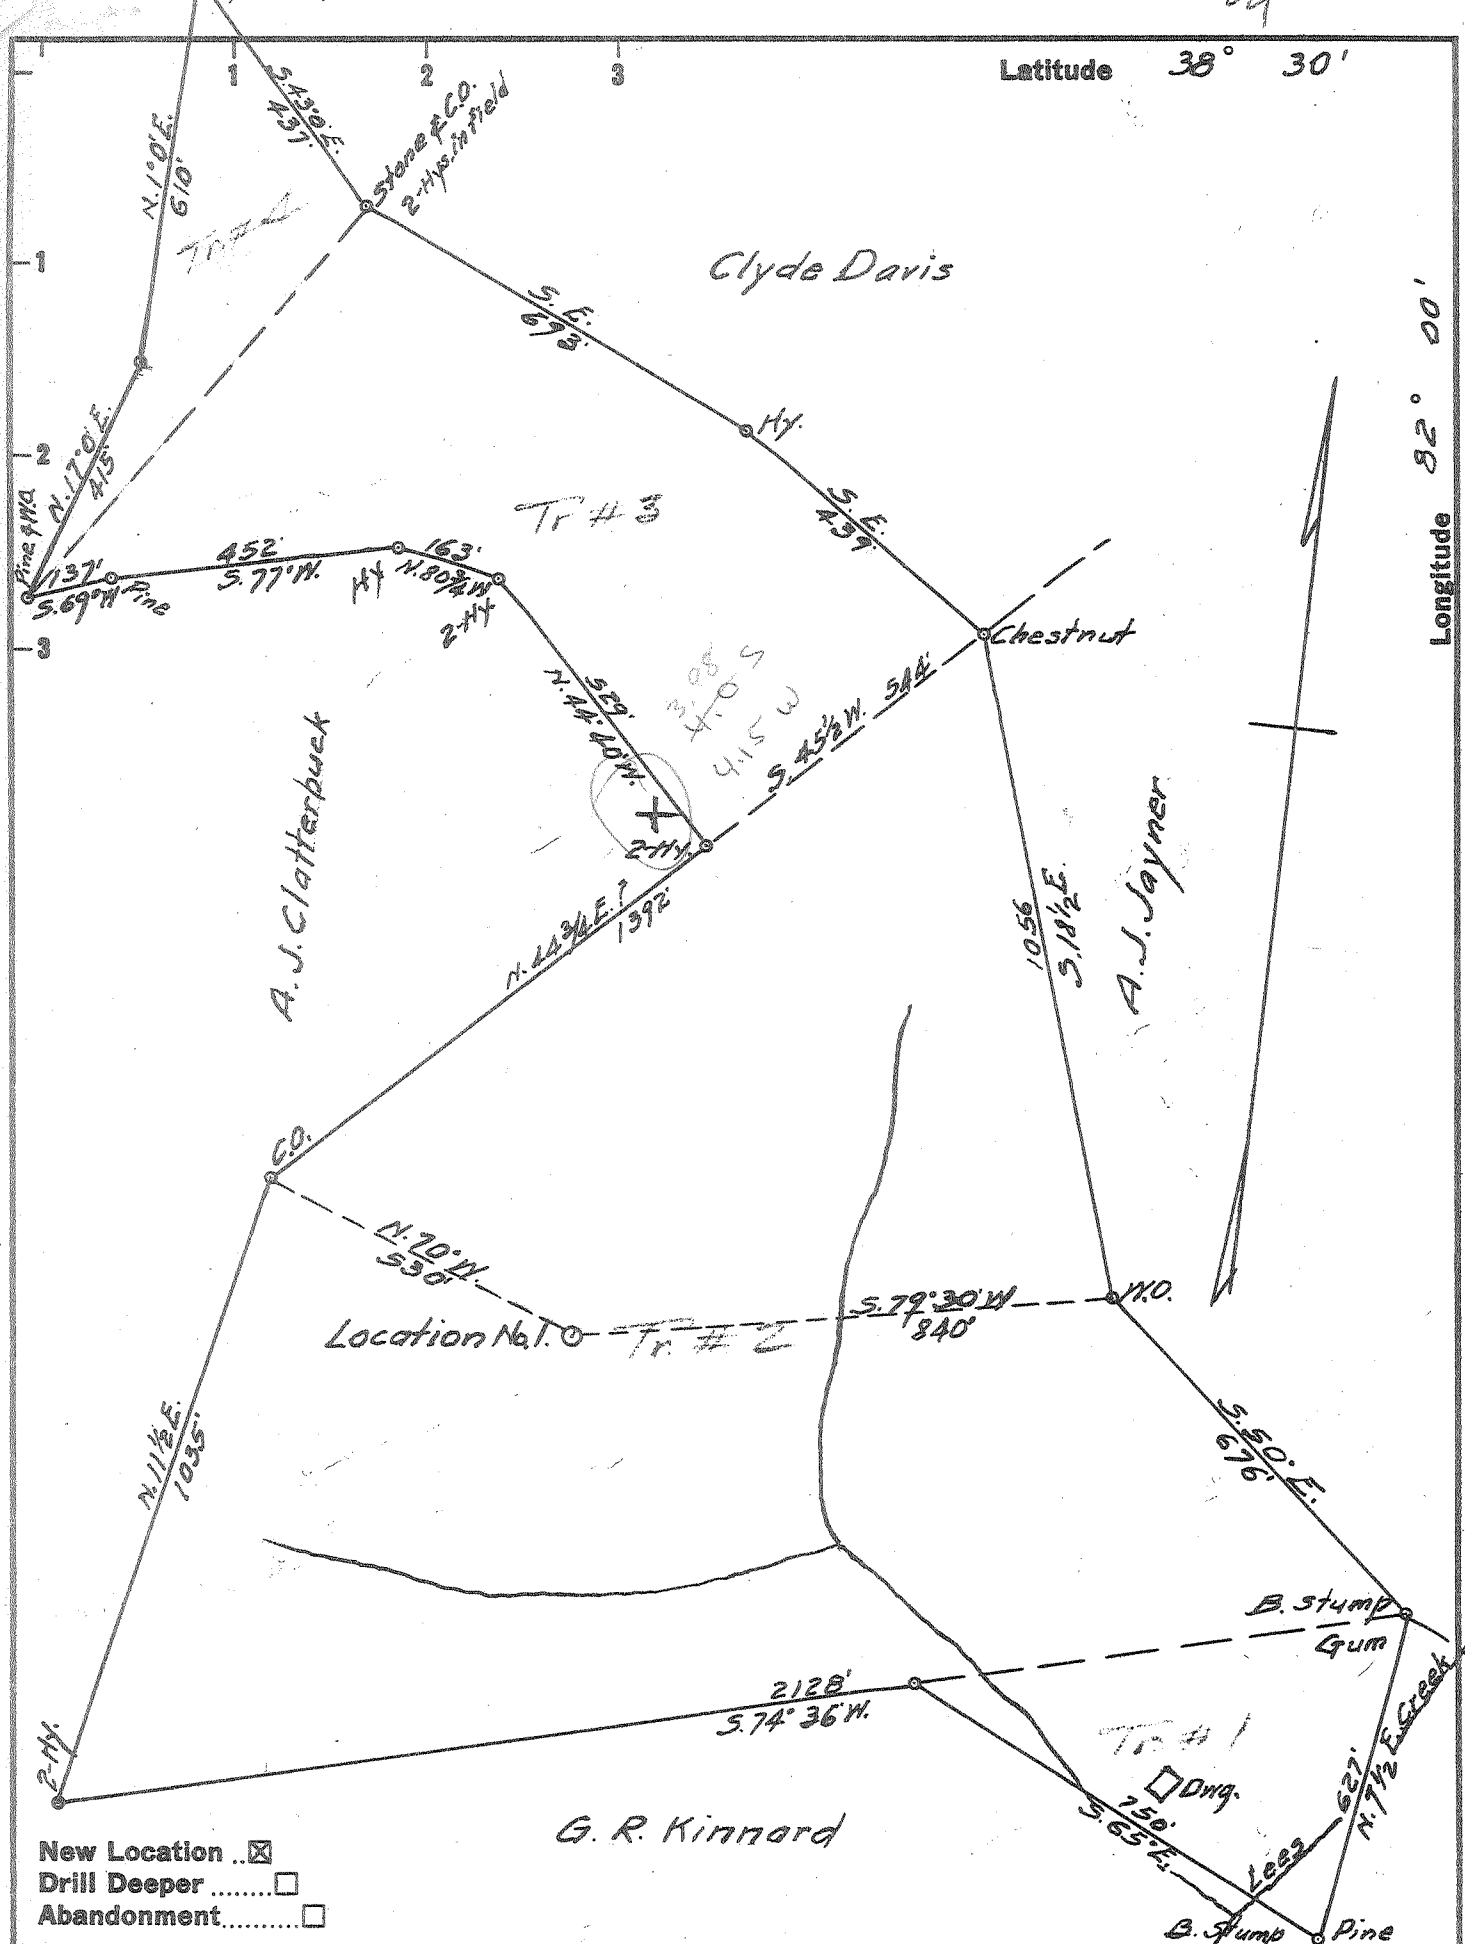 1
2
3
Latitude 38° 30'
S.43°0'E.
437'
Stone & C.O.
2-Hys. in field
N.1°0'E.
610'
Tr # 4
1
Clyde Davis
S. E.
693'
Longitude 82° 00'
Hy.
2
N.17°0'E.
415'
Tr # 3
S. E.
439'
Pine & W.O.
137'
S.69°W
Pine
452'
S.77°W.
Hy
163'
N.80¾W
2-Hy
3
Chestnut
529'
N.44°40'W.
3.08
4.0 S
4.15 W
S.45½W. 544'
A.J. Clatterbuck
2-Hy.
N.44¾E.?
1392'
1056
S.18½E.
A.J. Jayner
C.O.
N.70°W.
530'
Location No.1.
Tr. # 2
S.79°30'W
840'
W.O.
N.11½E.
1035'
S.50°E.
676'
B. Stump
Gum
2128'
S.74°36'W.
2-Hy.
Tr. # 1
Dwg.
750'
S.65°E.
627'
N.9½E.
Lees Creek
G. R. Kinnard
New Location ..☒
Drill Deeper ........☐
Abandonment..........☐
B. Stump
Pine